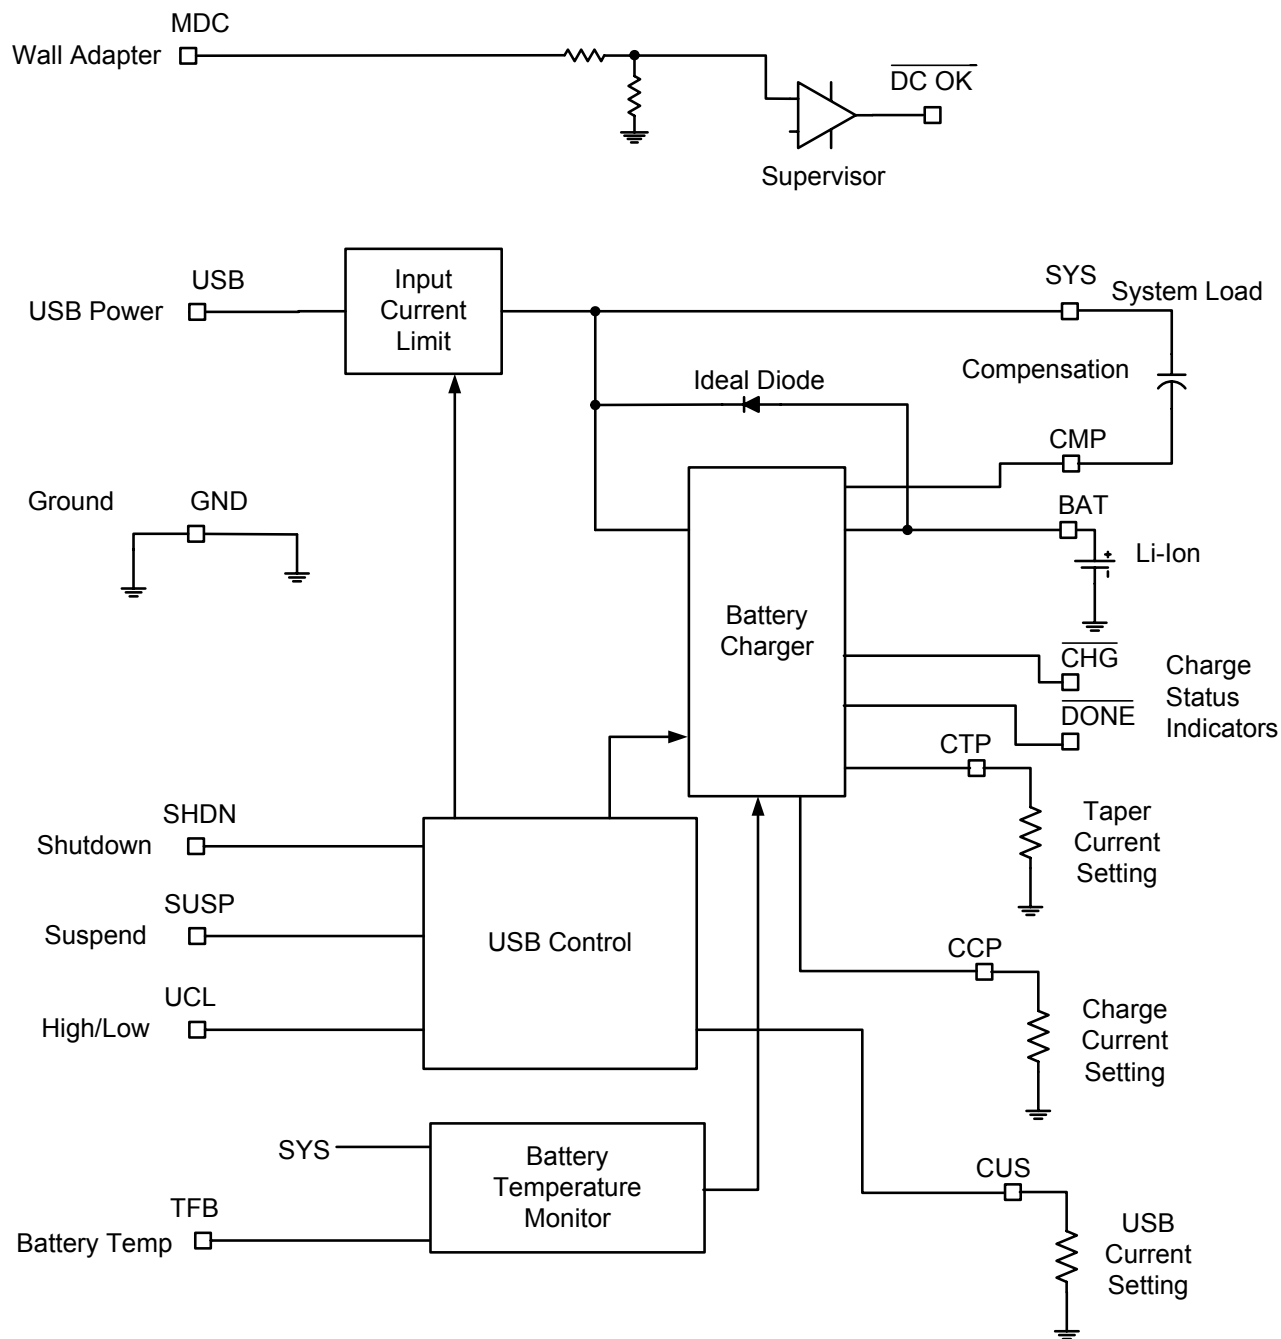 MDC
Wall Adapter
DC OK
Supervisor
USB
USB Power
Input
Current
Limit
SYS
System Load
Ideal Diode
Compensation
CMP
Ground
GND
BAT
Li-Ion
Battery
Charger
CHG
DONE
Charge
Status
Indicators
CTP
Taper
Current
Setting
SHDN
Shutdown
SUSP
Suspend
UCL
High/Low
USB Control
CCP
Charge
Current
Setting
SYS
TFB
Battery Temp
Battery
Temperature
Monitor
CUS
USB
Current
Setting